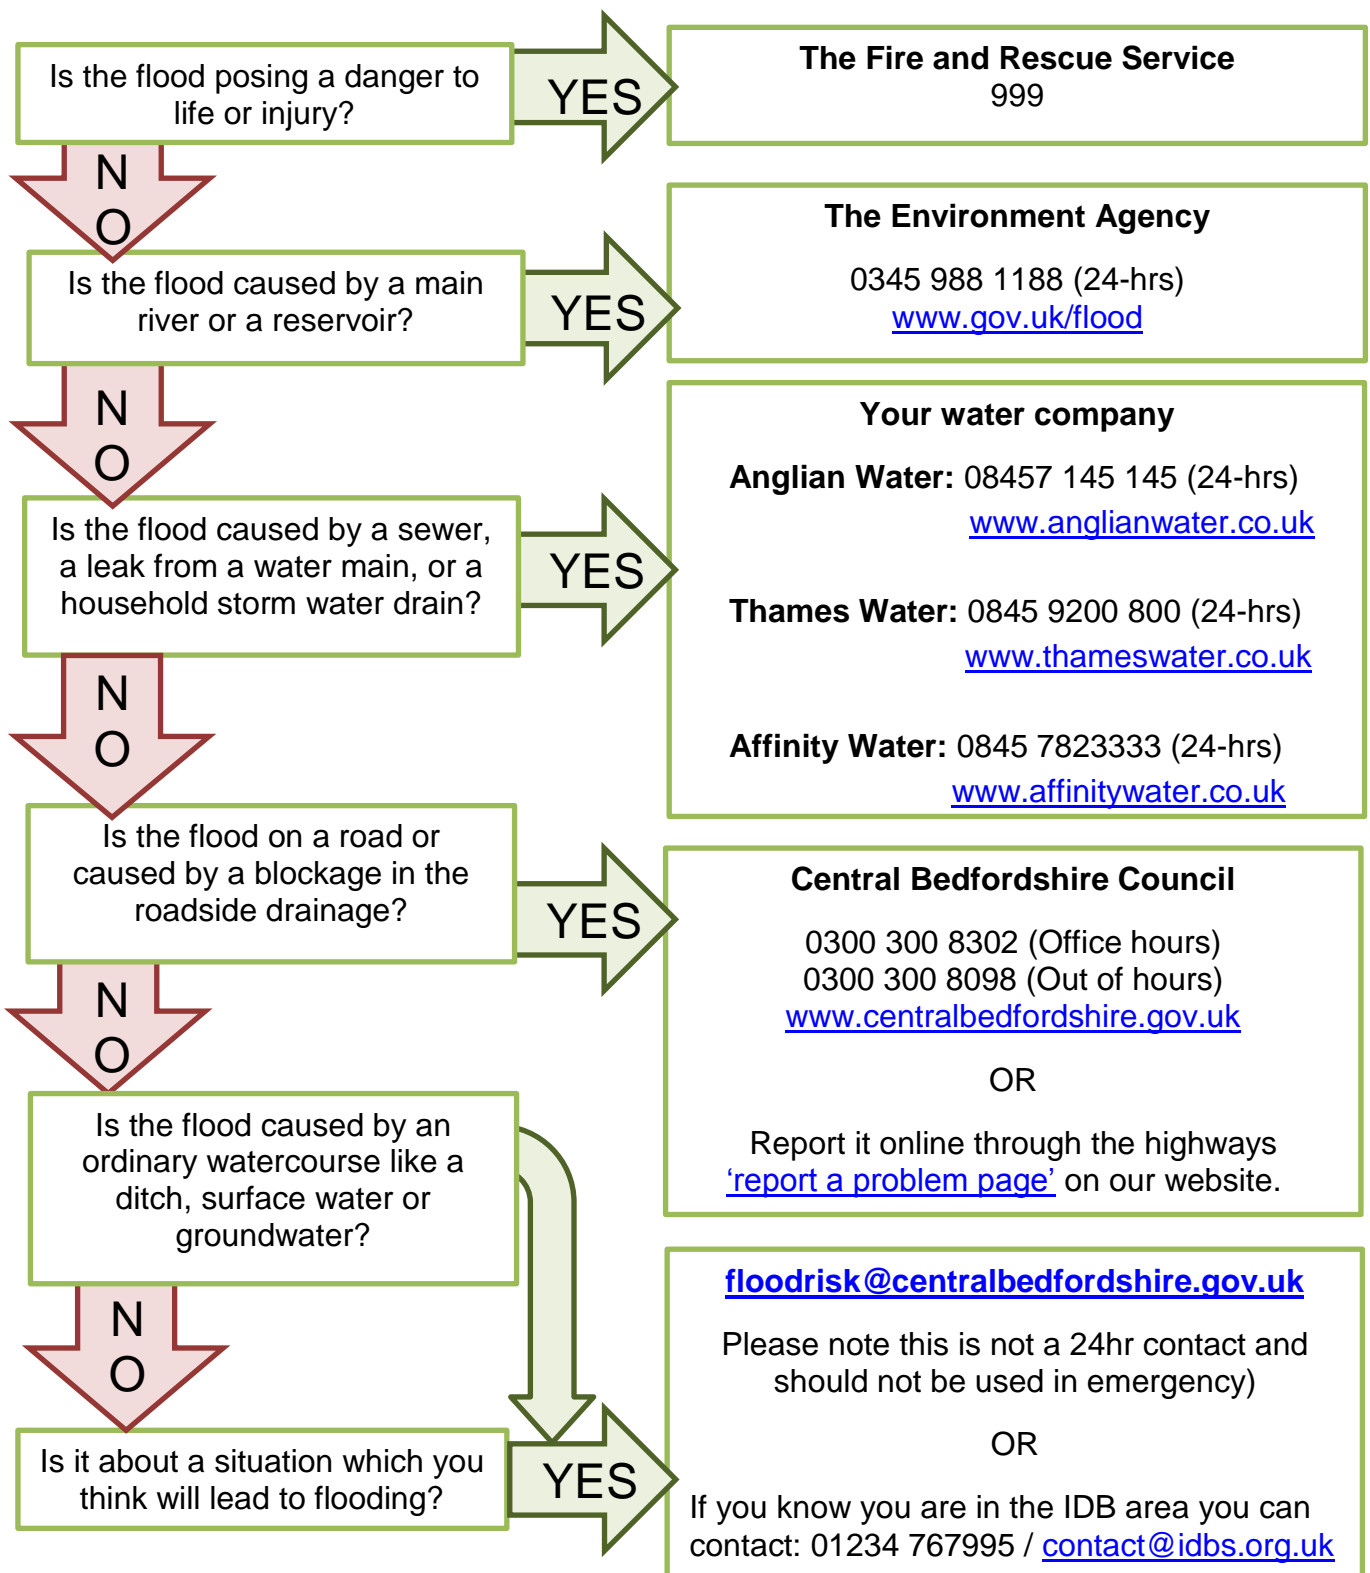 Is the flood posing a danger to
life or injury?
YES
The Fire and Rescue Service
999
N
O
Is the flood caused by a main
river or a reservoir?
YES
The Environment Agency
0345 988 1188 (24-hrs)
www.gov.uk/flood
N
O
Is the flood caused by a sewer,
a leak from a water main, or a
household storm water drain?
YES
Your water company
Anglian Water: 08457 145 145 (24-hrs)
www.anglianwater.co.uk
Thames Water: 0845 9200 800 (24-hrs)
www.thameswater.co.uk
Affinity Water: 0845 7823333 (24-hrs)
www.affinitywater.co.uk
N
O
Is the flood on a road or
caused by a blockage in the
roadside drainage?
YES
Central Bedfordshire Council
0300 300 8302 (Office hours)
0300 300 8098 (Out of hours)
www.centralbedfordshire.gov.uk
OR
Report it online through the highways
‘report a problem page’ on our website.
N
O
Is the flood caused by an
ordinary watercourse like a
ditch, surface water or
groundwater?
N
O
Is it about a situation which you
think will lead to flooding?
YES
floodrisk@centralbedfordshire.gov.uk
Please note this is not a 24hr contact and
should not be used in emergency)
OR
If you know you are in the IDB area you can
contact: 01234 767995 / contact@idbs.org.uk